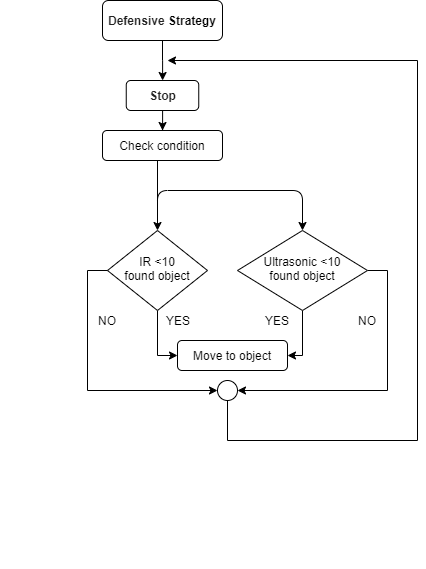 Defensive Strategy
Stop
Check condition
IR <10
found object
Ultrasonic <10
found object
NO
YES
YES
NO
Move to object